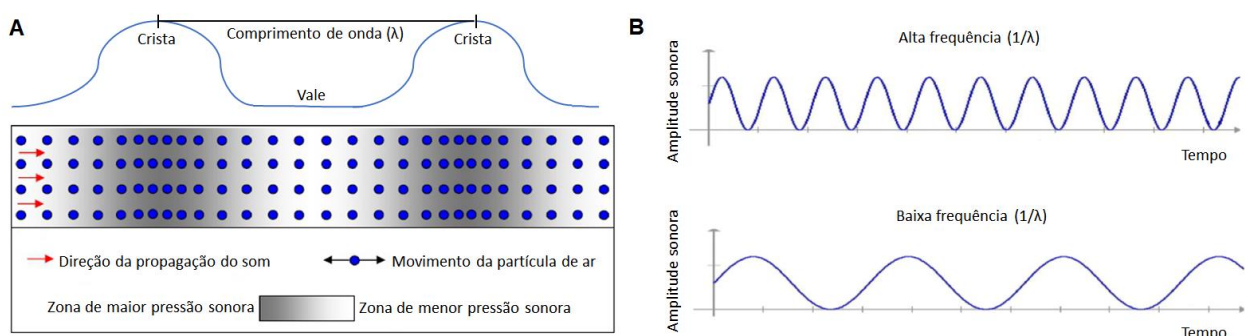 A
Comprimento de onda (λ)
Crista
Crista
Vale
Direção da propagação do som
Movimento da partícula de ar
Zona de maior pressão sonora
Zona de menor pressão sonora
B
Alta frequência (1/λ)
Amplitude sonora
Tempo
Baixa frequência (1/λ)
Amplitude sonora
Tempo